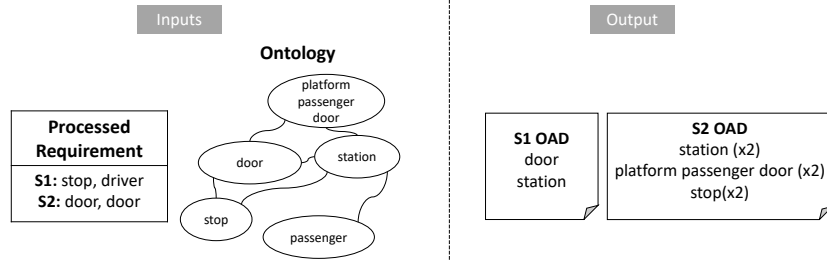 Inputs
Output
Ontology
platform
passenger
door
door
station
stop
passenger
Processed
Requirement
S1: stop, driver
S2: door, door
S1 OAD
door
station
S2 OAD
station (x2)
platform passenger door (x2)
stop(x2)